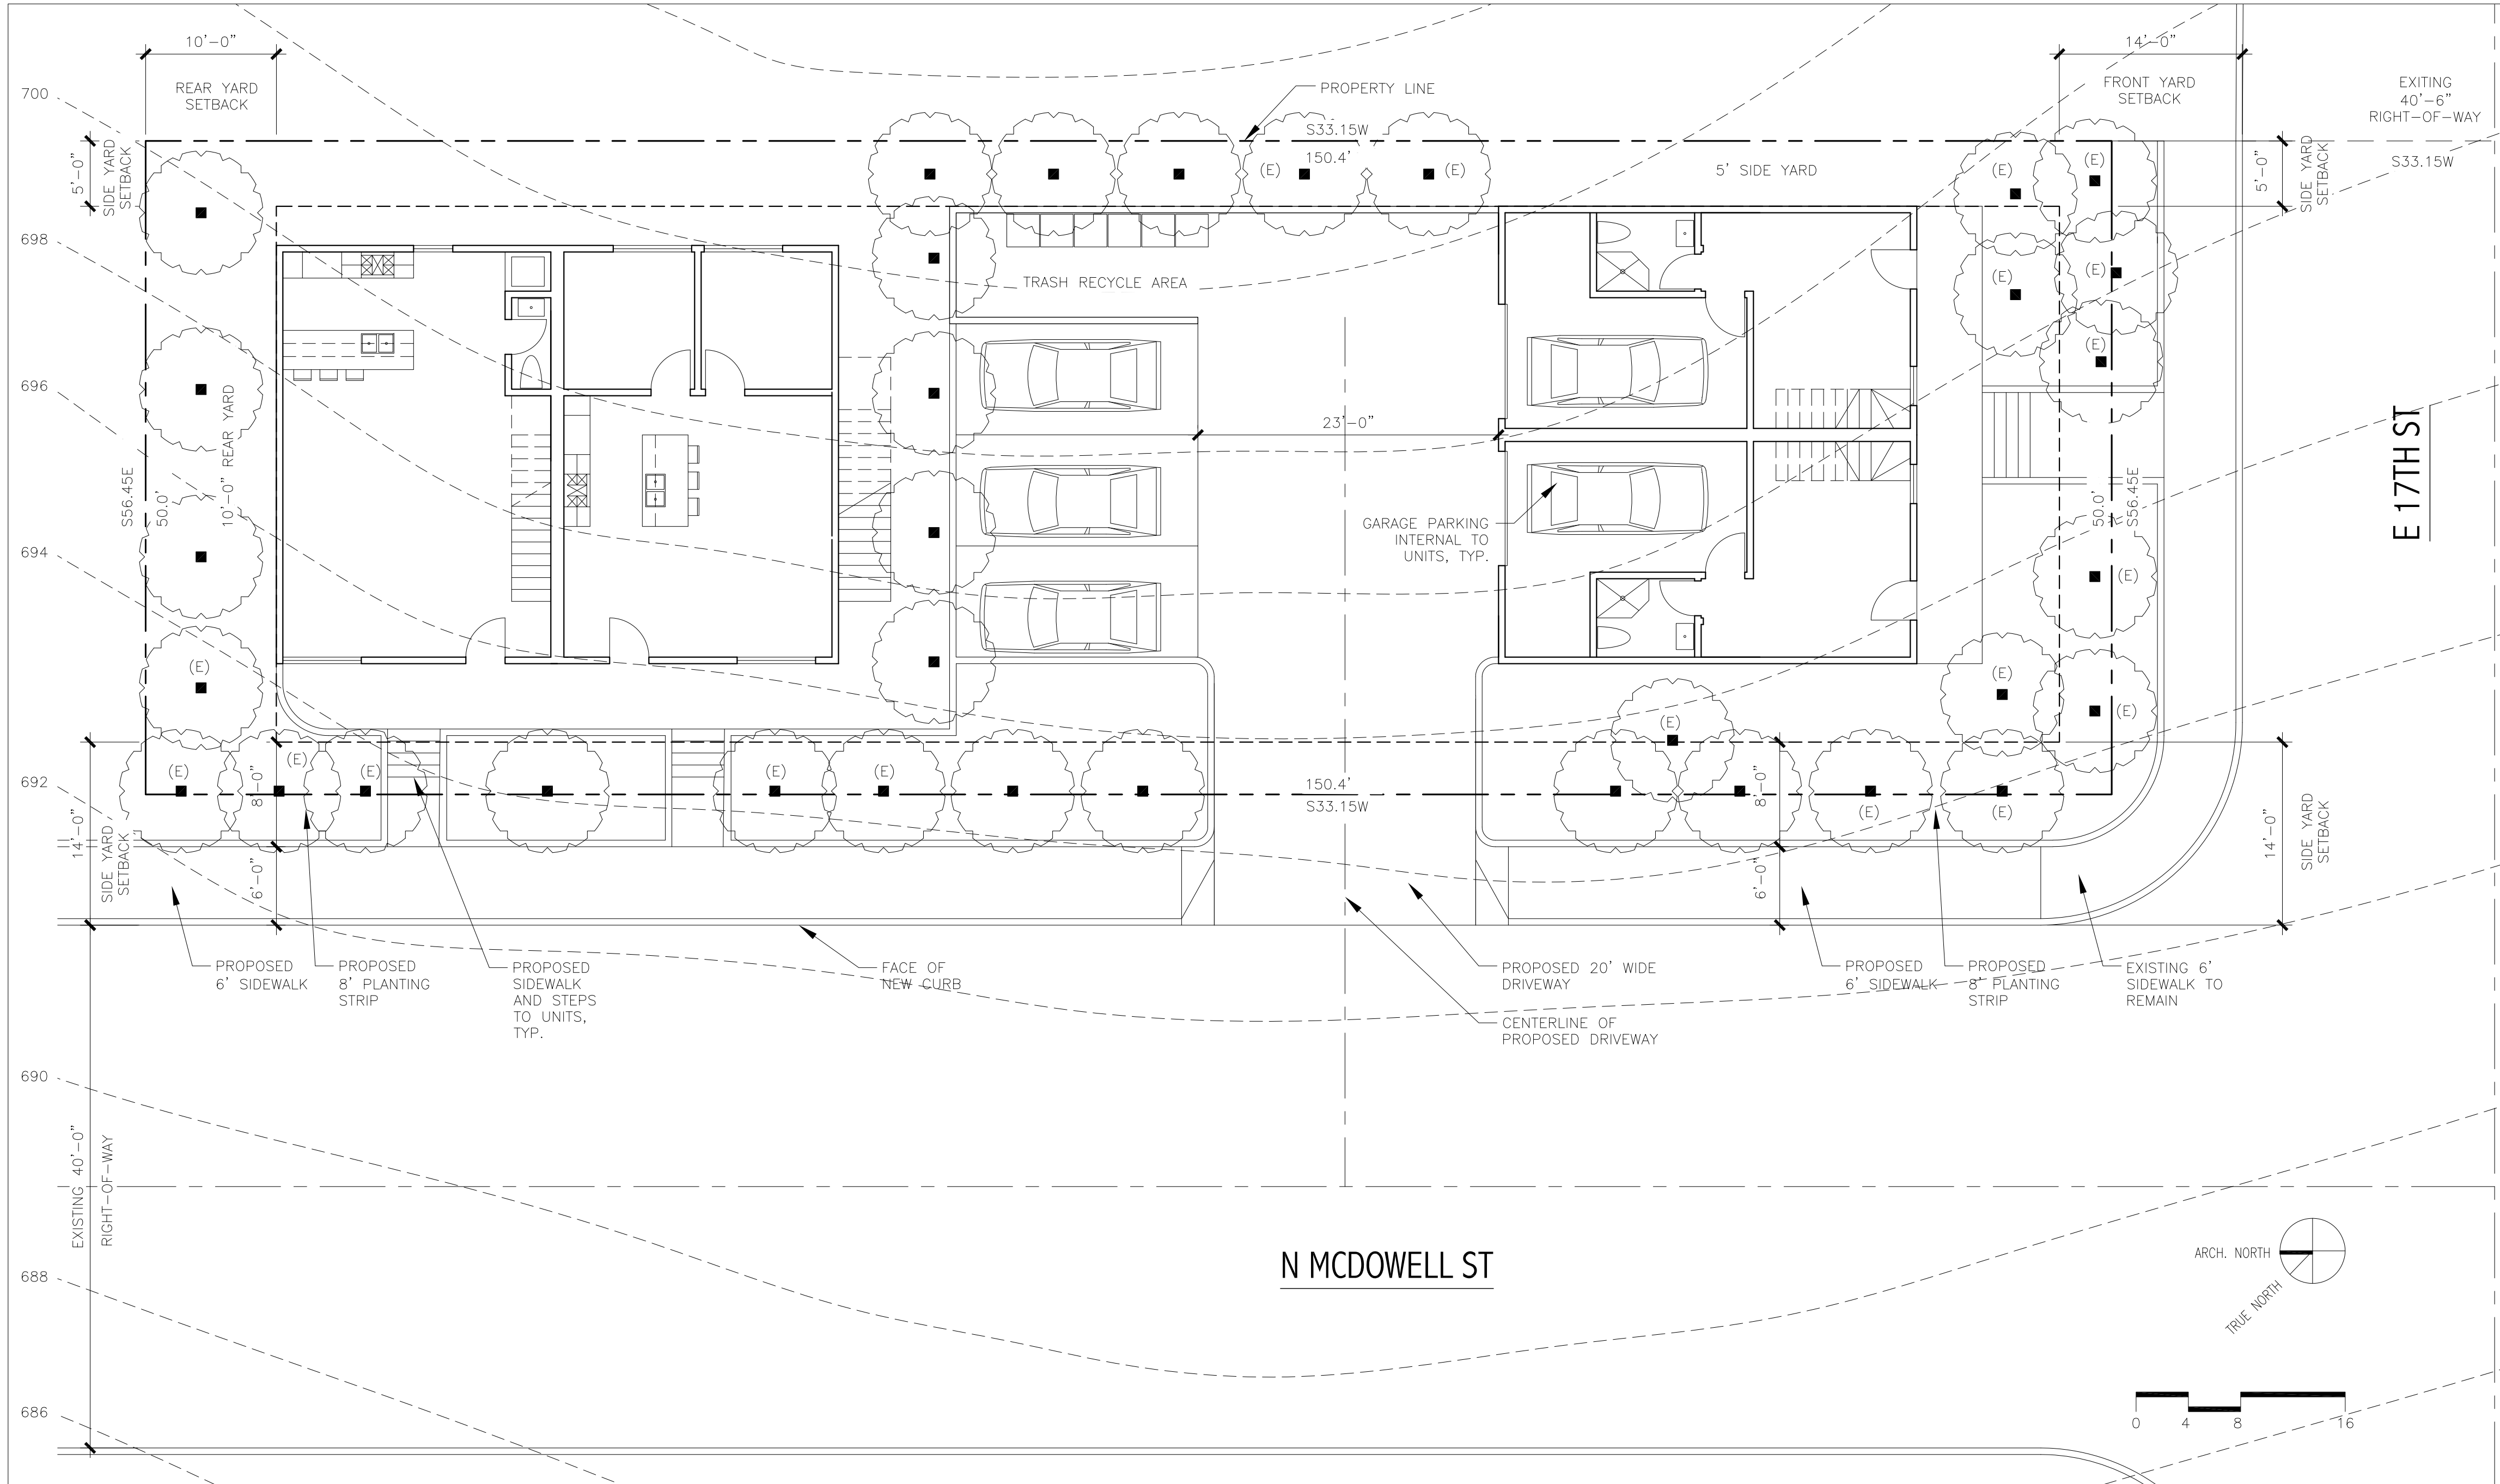 10'-0"
14'-0"
REAR YARD
SETBACK
PROPERTY LINE
FRONT YARD
SETBACK
EXITING
40'-6"
RIGHT-OF-WAY
700
S33.15W
150.4'
(E)
(E)
5' SIDE YARD
(E)
(E)
S33.15W
5'-0"
SIDE YARD
SETBACK
5'-0"
SIDE YARD
SETBACK
698
TRASH RECYCLE AREA
(E)
(E)
(E)
696
10'-0" REAR YARD
23'-0"
E 17TH ST
S56.45E
50.0'
50.0'
S56.45E
GARAGE PARKING
INTERNAL TO
UNITS, TYP.
694
(E)
(E)
(E)
(E)
(E)
692
(E)
(E)
(E)
(E)
(E)
8'-0"
150.4'
S33.15W
8'-0"
(E)
(E)
14'-0"
SIDE YARD
SETBACK
6'-0"
6'-0"
14'-0"
SIDE YARD
SETBACK
PROPOSED
6' SIDEWALK
PROPOSED
8' PLANTING
STRIP
PROPOSED
SIDEWALK
AND STEPS
TO UNITS,
TYP.
FACE OF
NEW CURB
PROPOSED 20' WIDE
DRIVEWAY
PROPOSED
6' SIDEWALK
PROPOSED
8' PLANTING
STRIP
EXISTING 6'
SIDEWALK TO
REMAIN
CENTERLINE OF
PROPOSED DRIVEWAY
690
EXISTING 40'-0"
RIGHT-OF-WAY
N MCDOWELL ST
ARCH. NORTH
TRUE NORTH
688
686
0 4 8 16